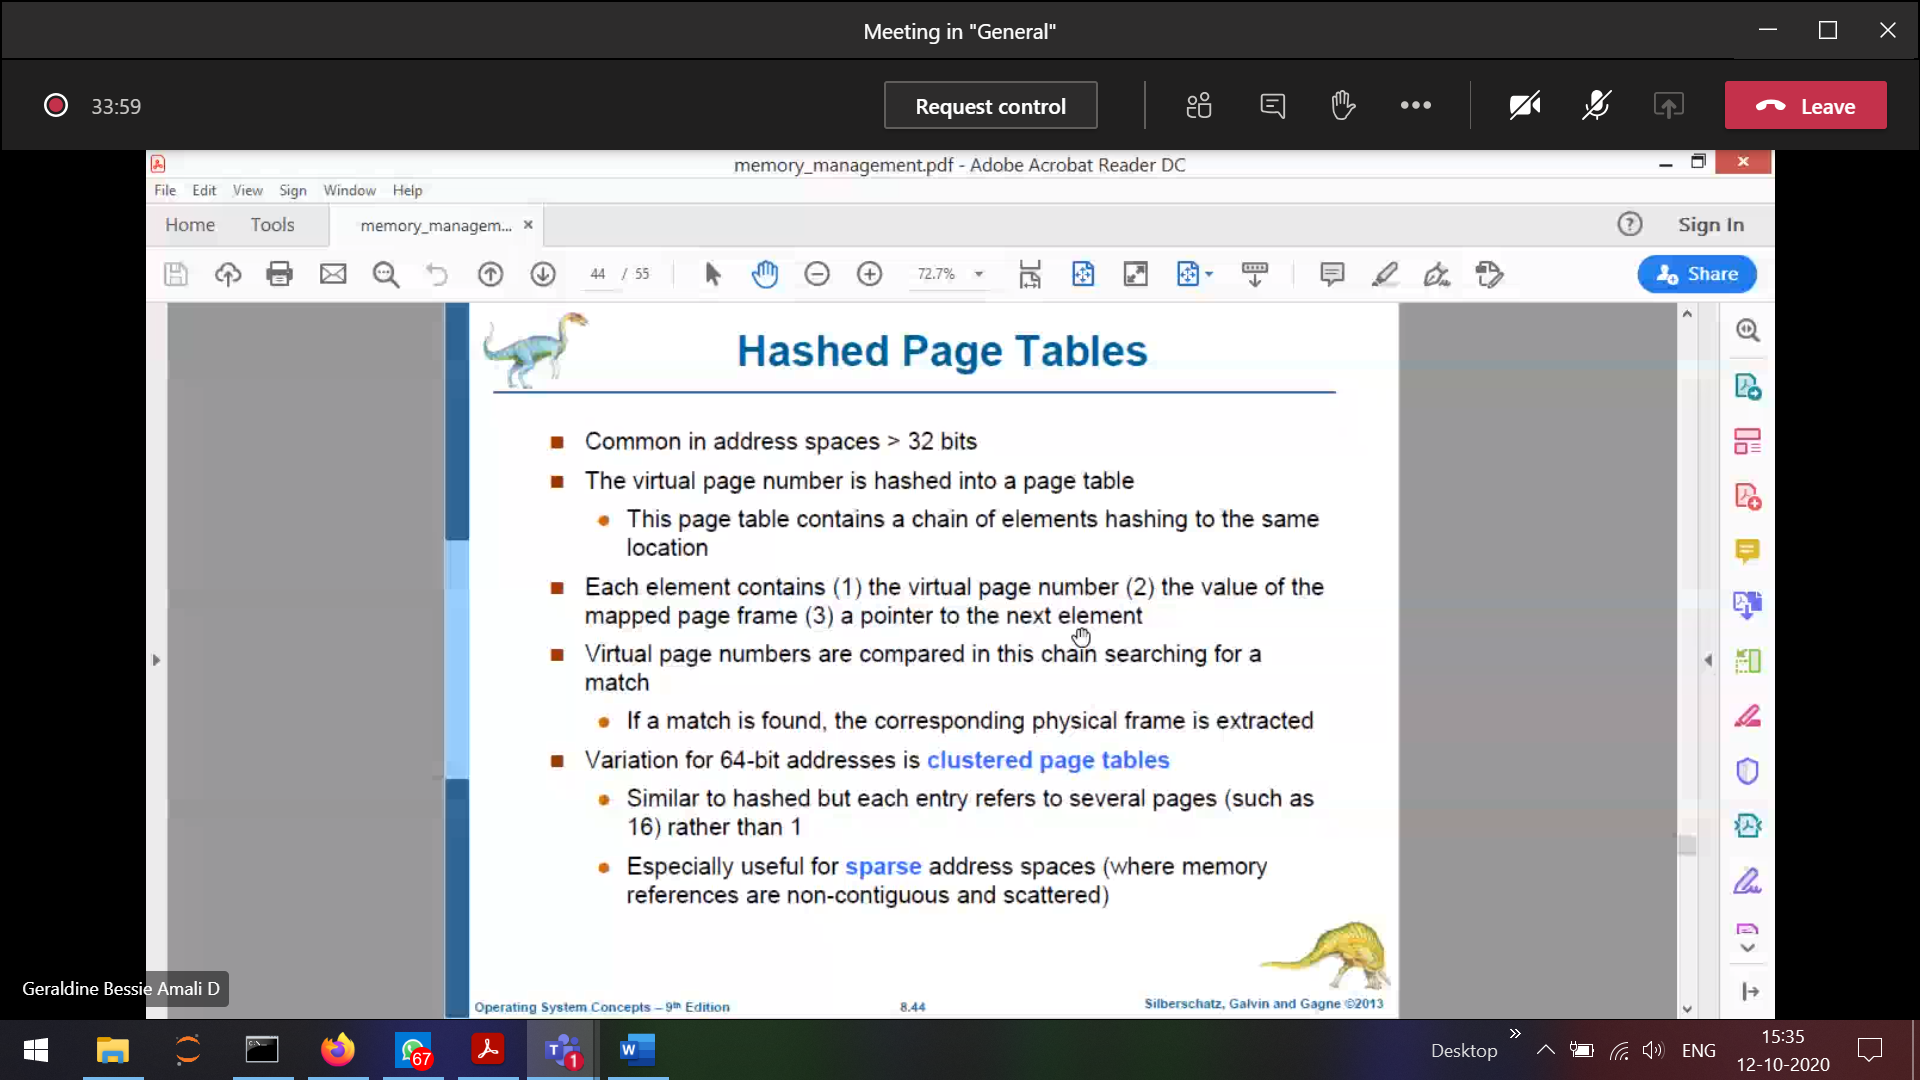 Meeting in "General"
33:59
Request control
Leave
memory_management.pdf - Adobe Acrobat Reader DC
File Edit View Sign Window Help
Home Tools memory_managem... ×
Sign In
44 / 55
72.7%
Share
Hashed Page Tables
Common in address spaces > 32 bits
The virtual page number is hashed into a page table
This page table contains a chain of elements hashing to the same
location
Each element contains (1) the virtual page number (2) the value of the
mapped page frame (3) a pointer to the next element
Virtual page numbers are compared in this chain searching for a
match
If a match is found, the corresponding physical frame is extracted
Variation for 64-bit addresses is clustered page tables
Similar to hashed but each entry refers to several pages (such as
16) rather than 1
Especially useful for sparse address spaces (where memory
references are non-contiguous and scattered)
Geraldine Bessie Amali D
Operating System Concepts – 9th Edition
8.44
Silberschatz, Galvin and Gagne ©2013
67
T
1
W
Desktop
ENG
15:35
12-10-2020